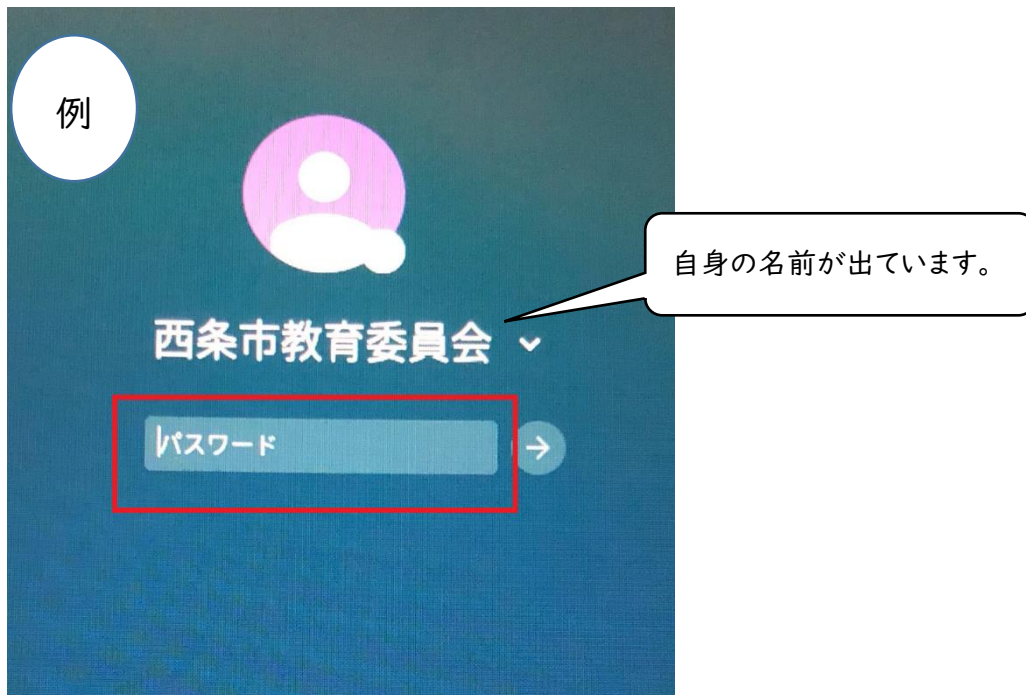 例
自身の名前が出ています。
西条市教育委員会
パスワード